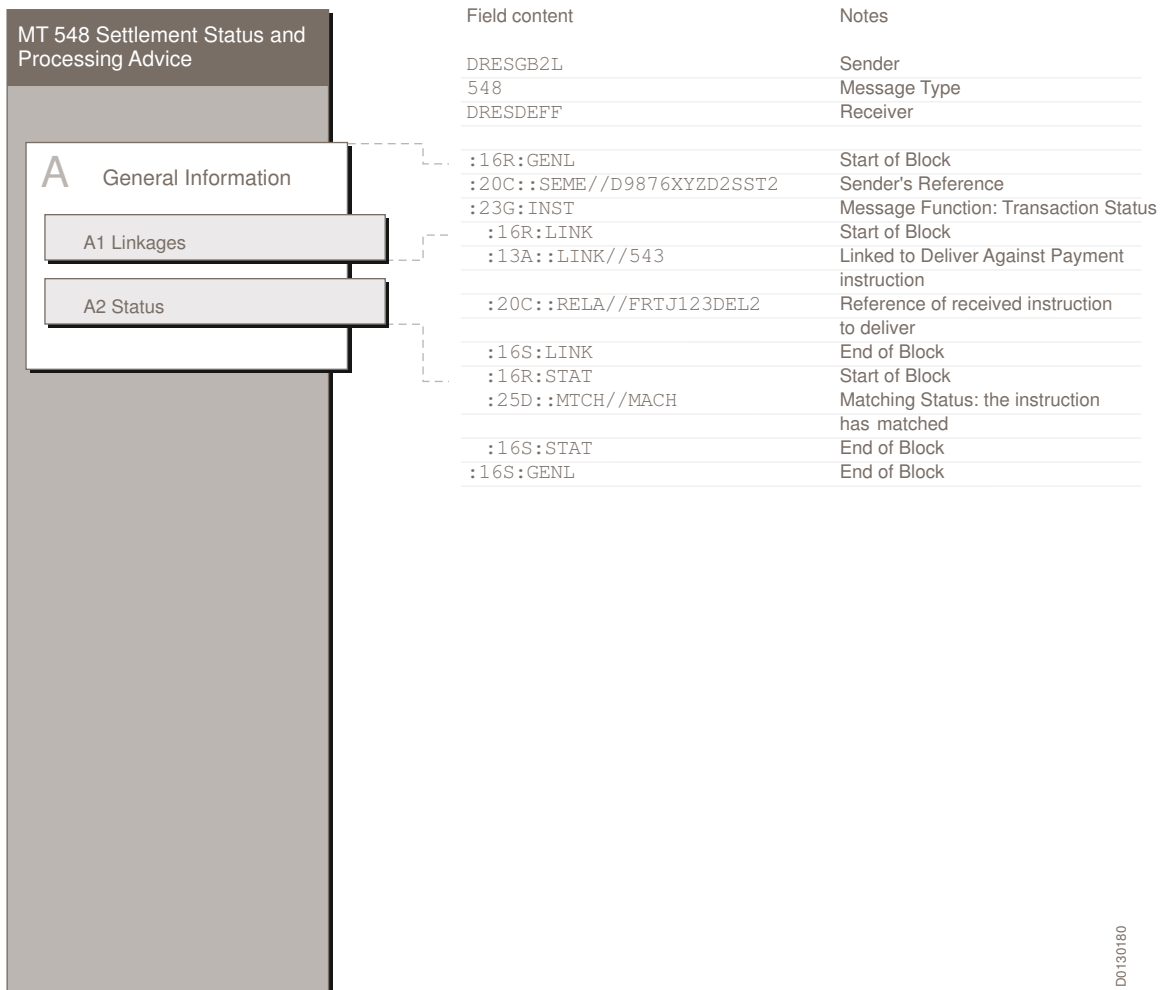 MT 548 Settlement Status and
Processing Advice
A General Information
A1 Linkages
A2 Status
Field content Notes
DRESGB2L Sender
548 Message Type
DRESDEFF Receiver
:16R:GENL Start of Block
:20C::SEME//D9876XYZD2SST2 Sender's Reference
:23G:INST Message Function: Transaction Status
:16R:LINK Start of Block
:13A::LINK//543 Linked to Deliver Against Payment
instruction
:20C::RELA//FRTJ123DEL2 Reference of received instruction
to deliver
:16S:LINK End of Block
:16R:STAT Start of Block
:25D::MTCH//MACH Matching Status: the instruction
has matched
:16S:STAT End of Block
:16S:GENL End of Block
D0130180